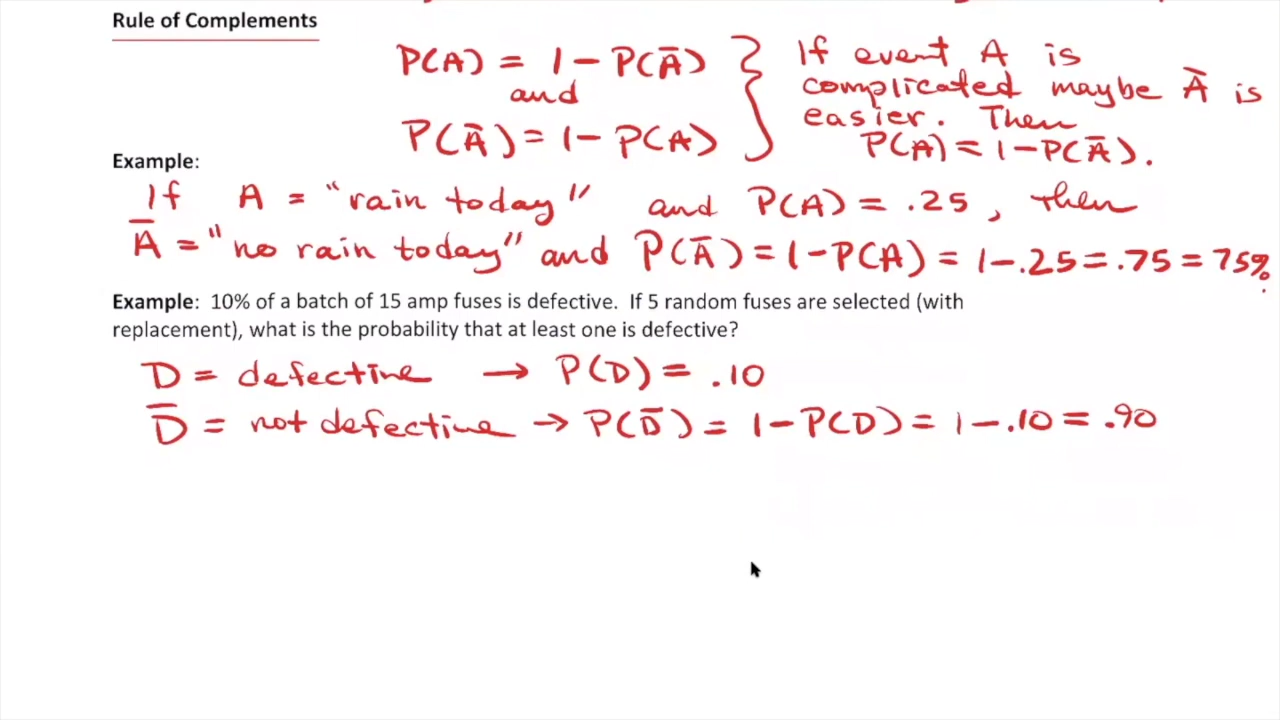 Rule of Complements
P(A) = 1 - P(Ā)
and
P(Ā) = 1 - P(A)
If event A is
complicated maybe Ā is
easier. Then
P(A) = 1 - P(Ā).
Example:
If A = "rain today" and P(A) = .25, then
Ā = "no rain today" and P(Ā) = 1 - P(A) = 1 - .25 = .75 = 75%.
Example: 10% of a batch of 15 amp fuses is defective. If 5 random fuses are selected (with
replacement), what is the probability that at least one is defective?
D = defective → P(D) = .10
D̄ = not defective → P(D̄) = 1 - P(D) = 1 - .10 = .90